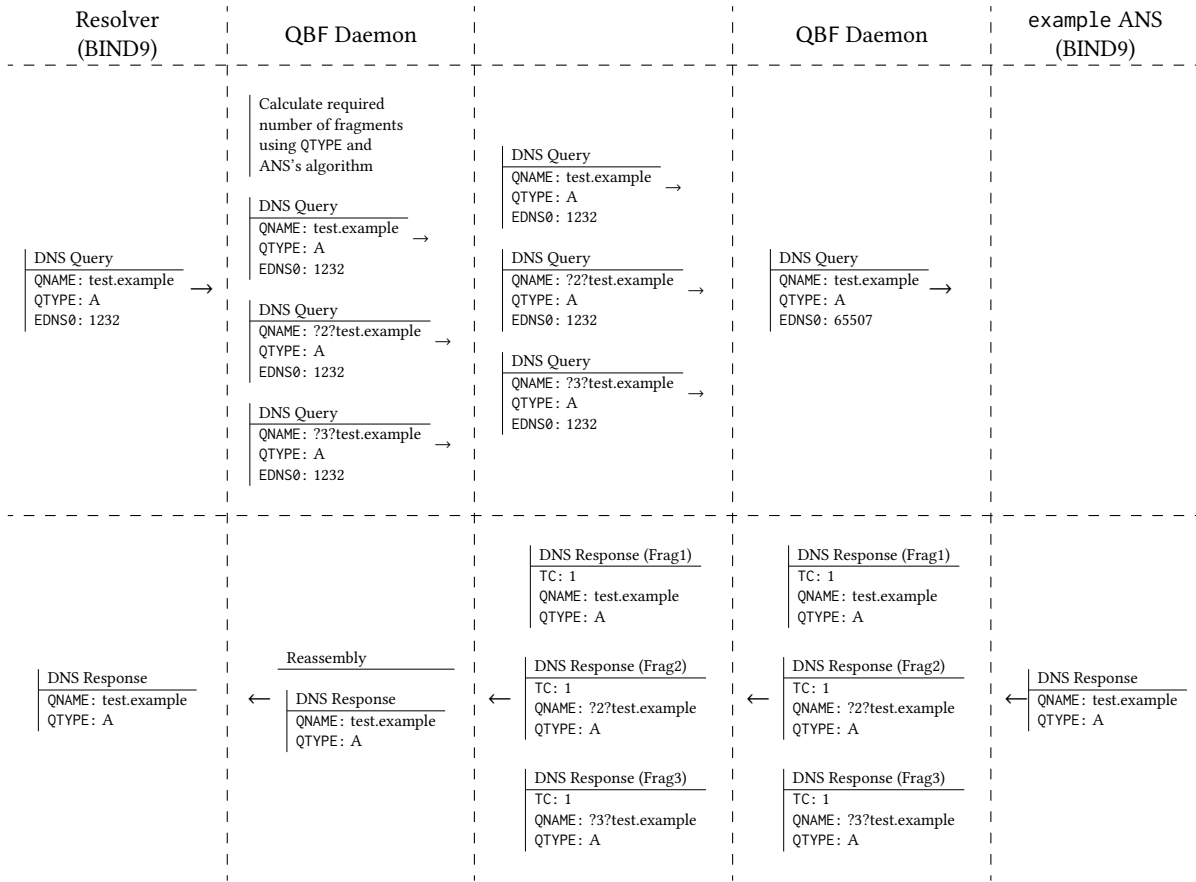 Resolver
(BIND9)
QBF Daemon
QBF Daemon
example ANS
(BIND9)
DNS Query
QNAME: test.example
QTYPE: A
EDNS0: 1232
→
Calculate required
number of fragments
using QTYPE and
ANS's algorithm
DNS Query
QNAME: test.example
QTYPE: A
EDNS0: 1232
→
DNS Query
QNAME: ?2?test.example
QTYPE: A
EDNS0: 1232
→
DNS Query
QNAME: ?3?test.example
QTYPE: A
EDNS0: 1232
→
DNS Query
QNAME: test.example
QTYPE: A
EDNS0: 1232
→
DNS Query
QNAME: ?2?test.example
QTYPE: A
EDNS0: 1232
→
DNS Query
QNAME: ?3?test.example
QTYPE: A
EDNS0: 1232
→
DNS Query
QNAME: test.example
QTYPE: A
EDNS0: 65507
→
DNS Response
QNAME: test.example
QTYPE: A
←
Reassembly
DNS Response
QNAME: test.example
QTYPE: A
←
DNS Response (Frag1)
TC: 1
QNAME: test.example
QTYPE: A
DNS Response (Frag2)
TC: 1
QNAME: ?2?test.example
QTYPE: A
DNS Response (Frag3)
TC: 1
QNAME: ?3?test.example
QTYPE: A
←
DNS Response (Frag1)
TC: 1
QNAME: test.example
QTYPE: A
DNS Response (Frag2)
TC: 1
QNAME: ?2?test.example
QTYPE: A
DNS Response (Frag3)
TC: 1
QNAME: ?3?test.example
QTYPE: A
←
DNS Response
QNAME: test.example
QTYPE: A